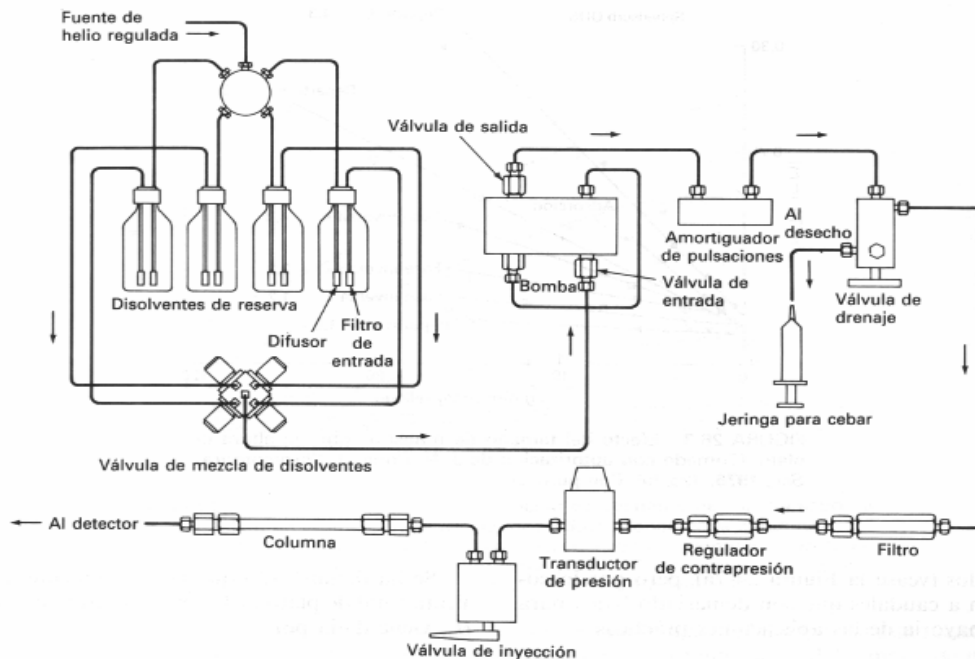 Fuente de
helio regulada
Válvula de salida
Al
desecho
Amortiguador
de pulsaciones
Válvula de
entrada
Bomba
Válvula de
drenaje
Disolventes de reserva
Difusor
Filtro
de
entrada
Jeringa para cebar
Válvula de mezcla de disolventes
Al detector
Columna
Transductor
de presión
Regulador
de contrapresión
Filtro
Válvula de inyección